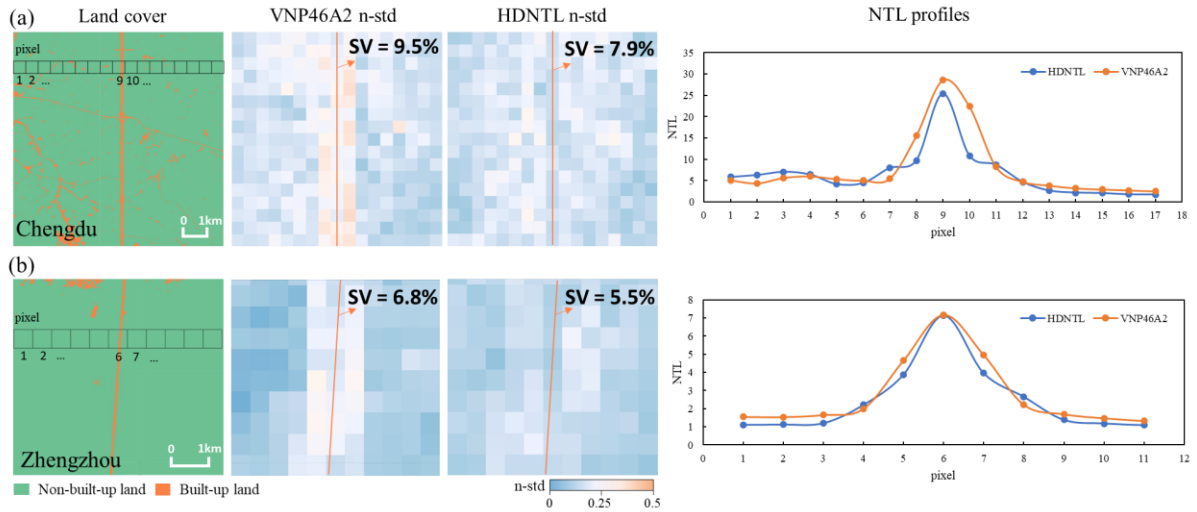 (a) Land cover VNP46A2 n-std HDNTL n-std NTL profiles
pixel
1 2 ... 9 10 ...
0 1km
Chengdu
SV = 9.5%
SV = 7.9%
35
30
25
20
15
10
5
0
NTL
HDNTL VNP46A2
0 1 2 3 4 5 6 7 8 9 10 11 12 13 14 15 16 17 18
pixel
(b)
pixel
1 2 ... 6 7 ...
0 1km
Zhengzhou
SV = 6.8%
SV = 5.5%
8
7
6
5
4
3
2
1
0
NTL
HDNTL VNP46A2
0 1 2 3 4 5 6 7 8 9 10 11 12
pixel
Non-built-up land Built-up land
n-std
0 0.25 0.5